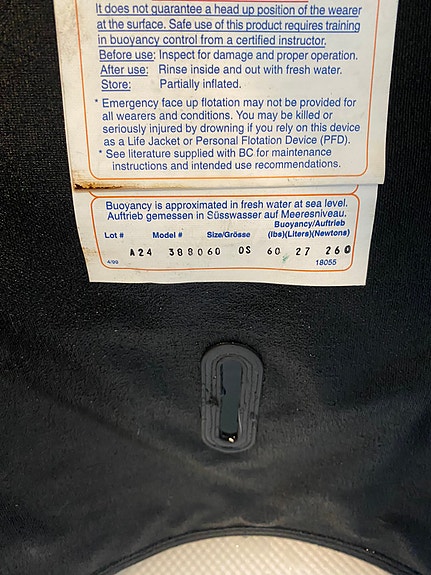 It does not guarantee a head up position of the wearer
at the surface. Safe use of this product requires training
in buoyancy control from a certified instructor.
Before use: Inspect for damage and proper operation.
After use: Rinse inside and out with fresh water.
Store: Partially inflated.
* Emergency face up flotation may not be provided for
all wearers and conditions. You may be killed or
seriously injured by drowning if you rely on this device
as a Life Jacket or Personal Flotation Device (PFD).
* See literature supplied with BC for maintenance
instructions and intended use recommendations.
Buoyancy is approximated in fresh water at sea level.
Auftrieb gemessen in Süsswasser auf Meeresniveau.
Buoyancy/Auftrieb
Lot # Model # Size/Grösse (lbs)(Liters)(Newtons)
A24 388060 OS 60 27 260
4/99 18055